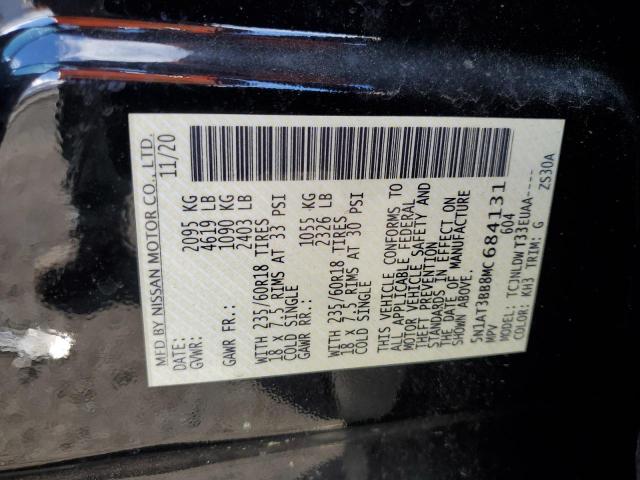 MFD.BY NISSAN MOTOR CO., LTD.
DATE: 11/20
GVWR: 2095 KG
4619 LB
GAWR FR.: 1090 KG
2403 LB
WITH 235/60R18 TIRES
18 X 7.5 RIMS AT 33 PSI
COLD SINGLE
GAWR RR.: 1055 KG
2326 LB
WITH 235/60R18 TIRES
18 X 7.5 RIMS AT 30 PSI
COLD SINGLE
THIS VEHICLE CONFORMS TO
ALL APPLICABLE FEDERAL
MOTOR VEHICLE SAFETY AND
THEFT PREVENTION
STANDARDS IN EFFECT ON
THE DATE OF MANUFACTURE
SHOWN ABOVE.
5N1AT3BB8MC684131
MPV 604
TYPE: TCJNLDWT33EUAA----
COLOR: KH3 TRIM: G ZS30A